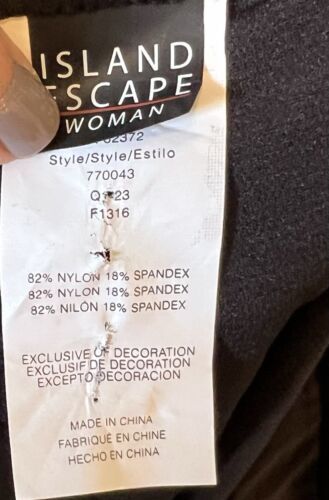 ISLAND
ESCAPE
WOMAN
Style/Style/Estilo
770043
F1316
82% NYLON 18% SPANDEX
82% NYLON 18% SPANDEX
82% NILÓN 18% SPANDEX
EXCLUSIVE OF DECORATION
EXCLUSIF DE DECORATION
EXCEPTO DECORACION
MADE IN CHINA
FABRIQUÉ EN CHINE
HECHO EN CHINA